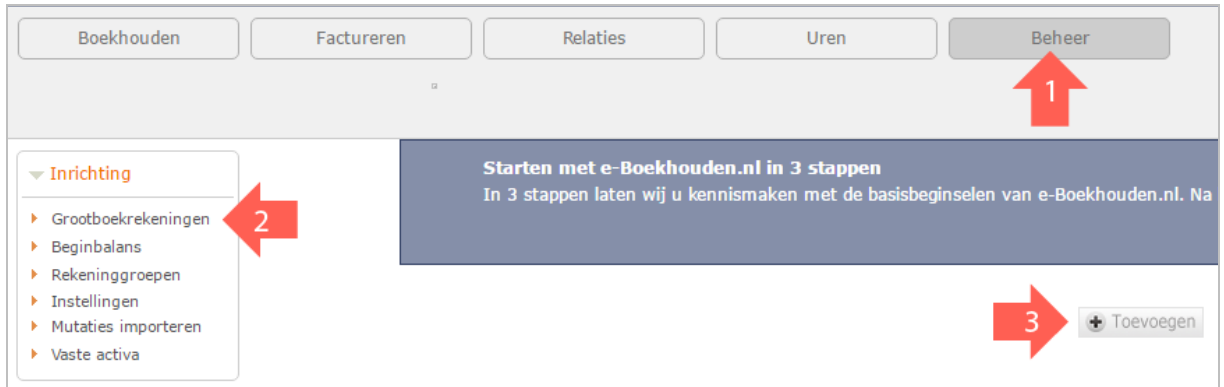 Boekhouden
Factureren
Relaties
Uren
Beheer
1
Inrichting
Grootboekrekeningen
2
Beginbalans
Rekeninggroepen
Instellingen
Mutaties importeren
Vaste activa
Starten met e-Boekhouden.nl in 3 stappen
In 3 stappen laten wij u kennismaken met de basisbeginselen van e-Boekhouden.nl. Na
3
Toevoegen